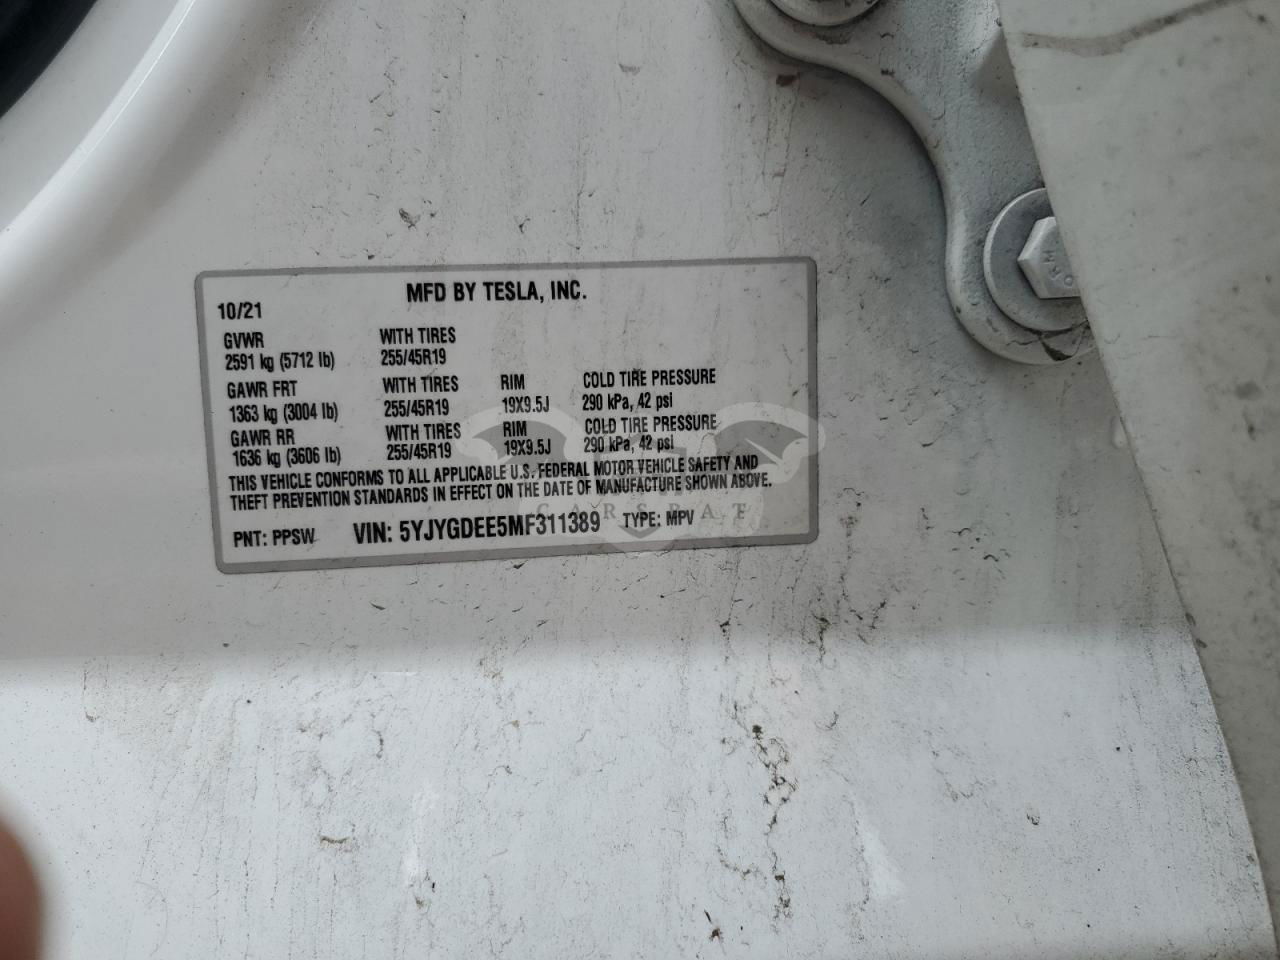 MFD BY TESLA, INC.
10/21
GVWR WITH TIRES
2591 kg (5712 lb) 255/45R19
GAWR FRT WITH TIRES RIM COLD TIRE PRESSURE
1363 kg (3004 lb) 255/45R19 19X9.5J 290 kPa, 42 psi
GAWR RR WITH TIRES RIM COLD TIRE PRESSURE
1636 kg (3606 lb) 255/45R19 19X9.5J 290 kPa, 42 psi
THIS VEHICLE CONFORMS TO ALL APPLICABLE U.S. FEDERAL MOTOR VEHICLE SAFETY AND
THEFT PREVENTION STANDARDS IN EFFECT ON THE DATE OF MANUFACTURE SHOWN ABOVE.
CARSBAT
PNT: PPSW VIN: 5YJYGDEE5MF311389 TYPE: MPV